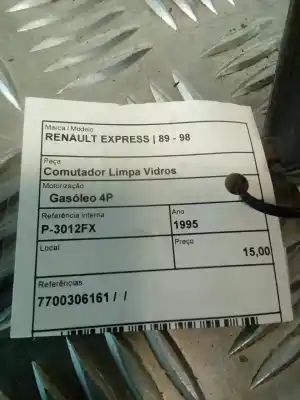 Marca / Modelo
RENAULT EXPRESS | 89 - 98
Peça
Comutador Limpa Vidros
Motorização
Gasóleo 4P
Referência Interna
P-3012FX
Ano
1995
Local
Preço
15,00
Referências
7700306161 / /